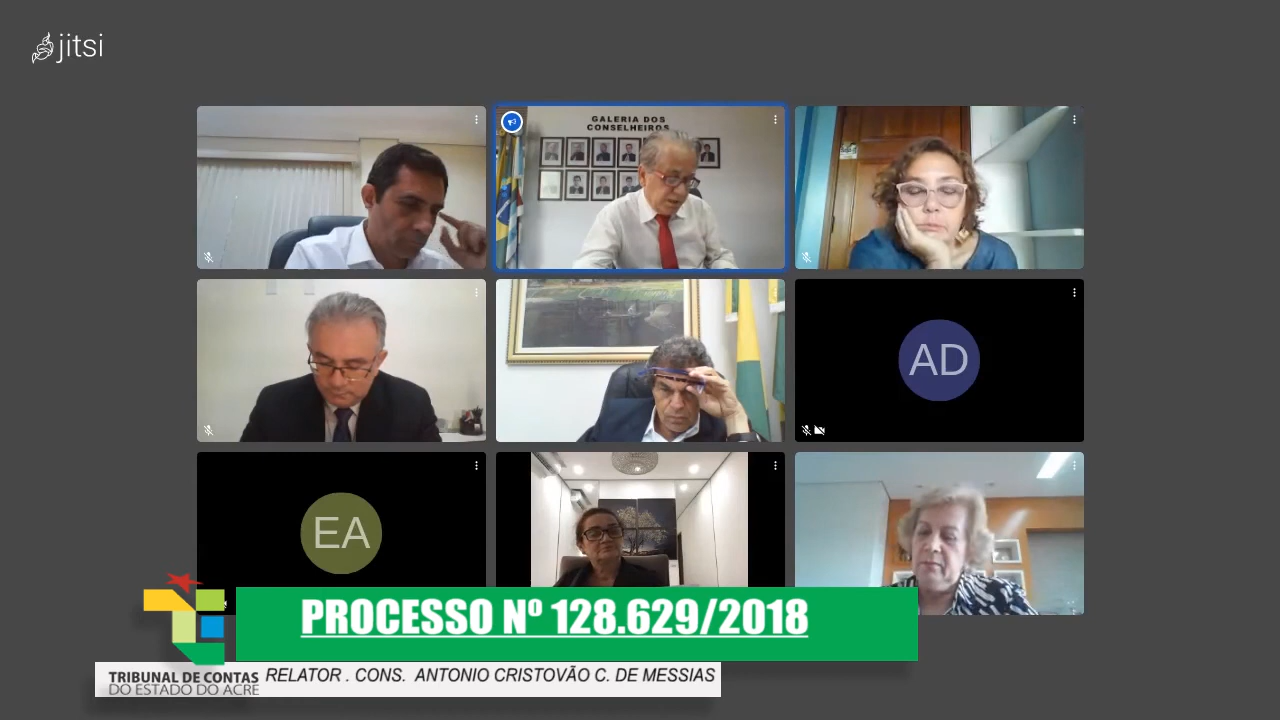 jitsi
GALERIA DOS
CONSELHEIROS
AD
EA
PROCESSO Nº 128.629/2018
TRIBUNAL DE CONTAS
DO ESTADO DO ACRE
RELATOR . CONS. ANTONIO CRISTOVÃO C. DE MESSIAS